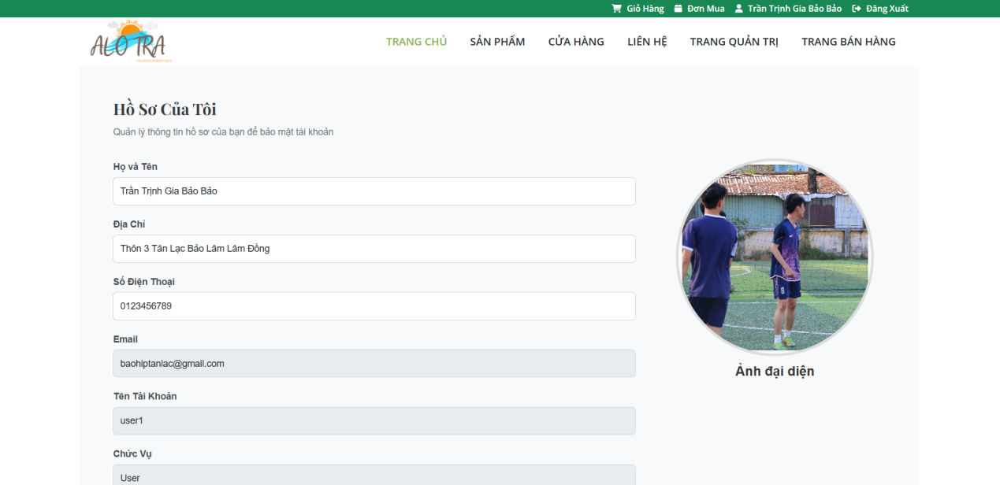 Giỏ Hàng Đơn Mua Trần Trịnh Gia Bảo Bảo Đăng Xuất
ALO TRA
TRANG CHỦ SẢN PHẨM CỬA HÀNG LIÊN HỆ TRANG QUẢN TRỊ TRANG BÁN HÀNG
Hồ Sơ Của Tôi
Quản lý thông tin hồ sơ của bạn để bảo mật tài khoản
Họ và Tên
Trần Trịnh Gia Bảo Bảo
Địa Chỉ
Thôn 3 Tân Lạc Bảo Lâm Lâm Đồng
Số Điện Thoại
0123456789
Email
baohiptanlac@gmail.com
Tên Tài Khoản
user1
Chức Vụ
User
8
Ảnh đại diện